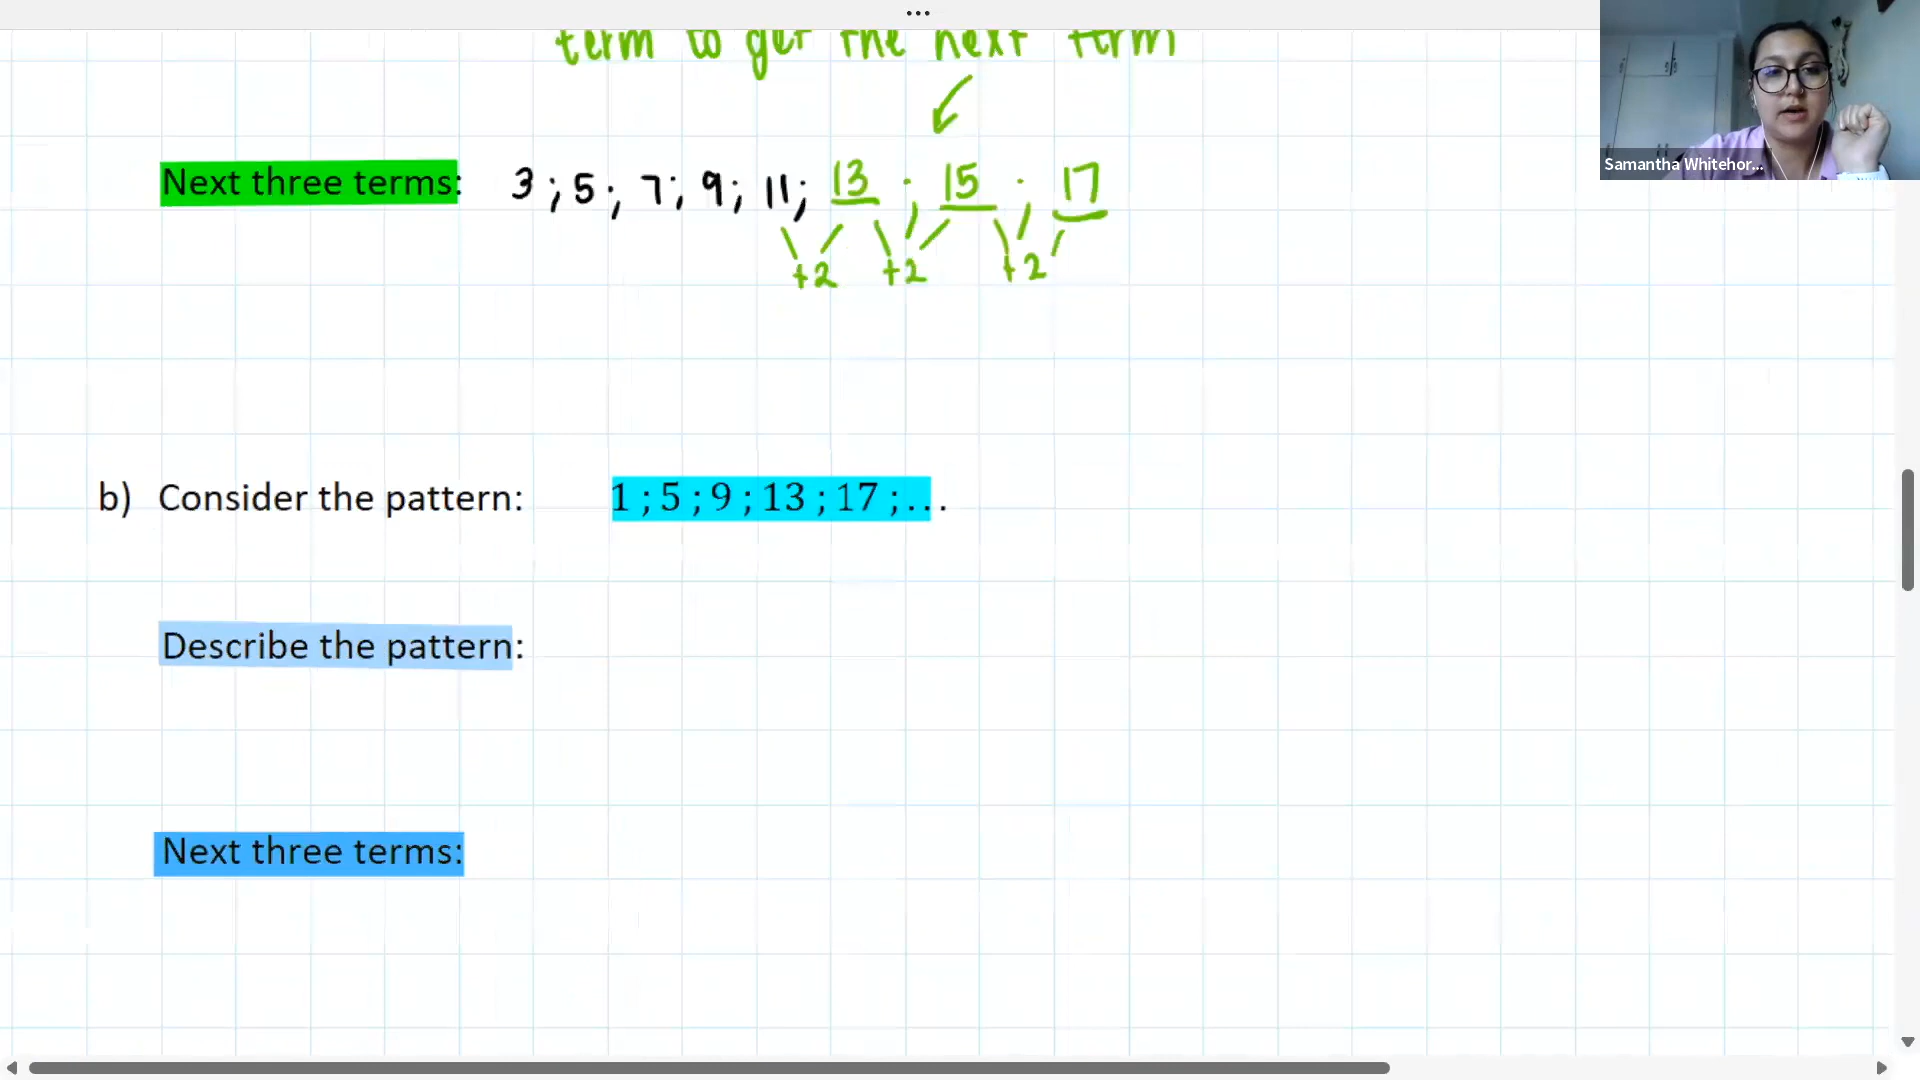 ...
term to get the next term
Samantha Whitehor...
Next three terms: 3 ; 5 ; 7 ; 9 ; 11 ; 13 ; 15 ; 17
+2 +2 +2
b) Consider the pattern: 1 ; 5 ; 9 ; 13 ; 17 ; ...
Describe the pattern:
Next three terms: